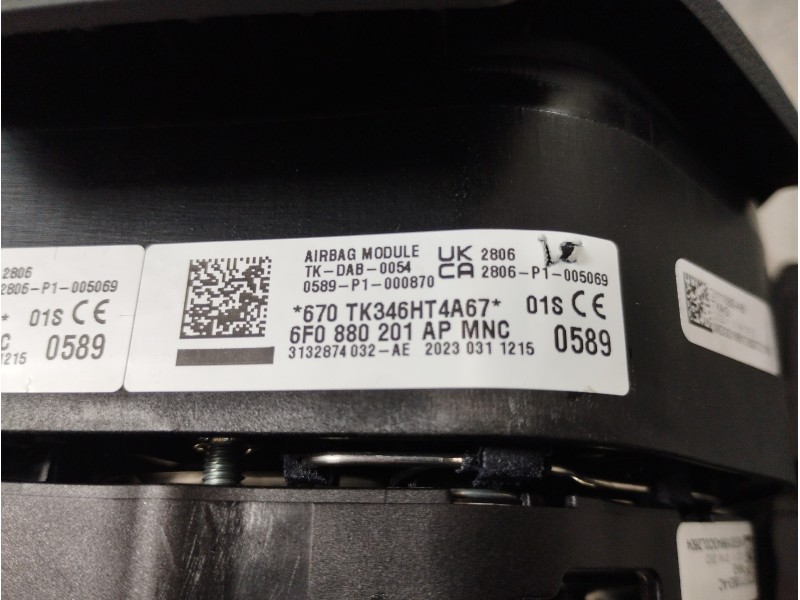 AIRBAG MODULE
TK-DAB-0054
0589-P1-000870
UK
CA
2806
2806-P1-005069
*670 TK346HT4A67*
01S CE
6F0 880 201 AP MNC
0589
3132874 032-AE 2023 031 1215
2806
2806-P1-005069
* 01S CE
0589
1215